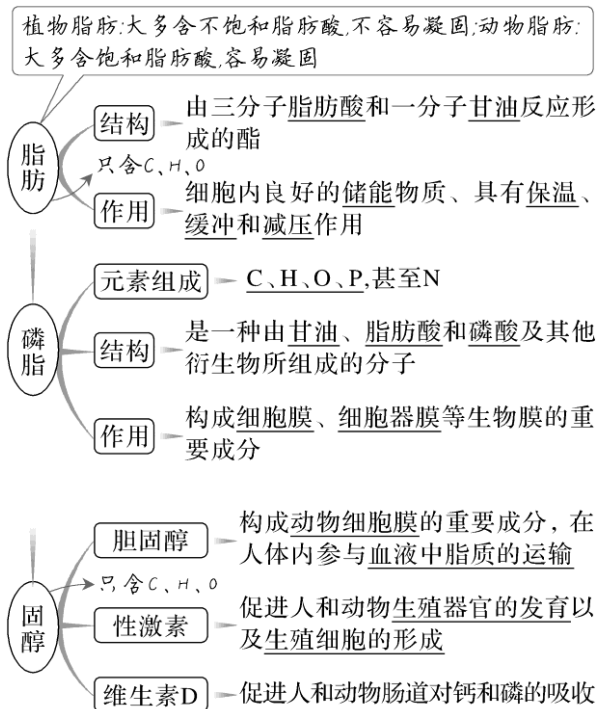 植物脂肪:大多含不饱和脂肪酸,不容易凝固;动物脂肪:
大多含饱和脂肪酸,容易凝固
脂肪
结构
由三分子脂肪酸和一分子甘油反应形
成的酯
只含C、H、O
作用
细胞内良好的储能物质、具有保温、
缓冲和减压作用
磷脂
元素组成
C、H、O、P,甚至N
结构
是一种由甘油、脂肪酸和磷酸及其他
衍生物所组成的分子
作用
构成细胞膜、细胞器膜等生物膜的重
要成分
固醇
胆固醇
构成动物细胞膜的重要成分，在
人体内参与血液中脂质的运输
只含C、H、O
性激素
促进人和动物生殖器官的发育以
及生殖细胞的形成
维生素D
促进人和动物肠道对钙和磷的吸收